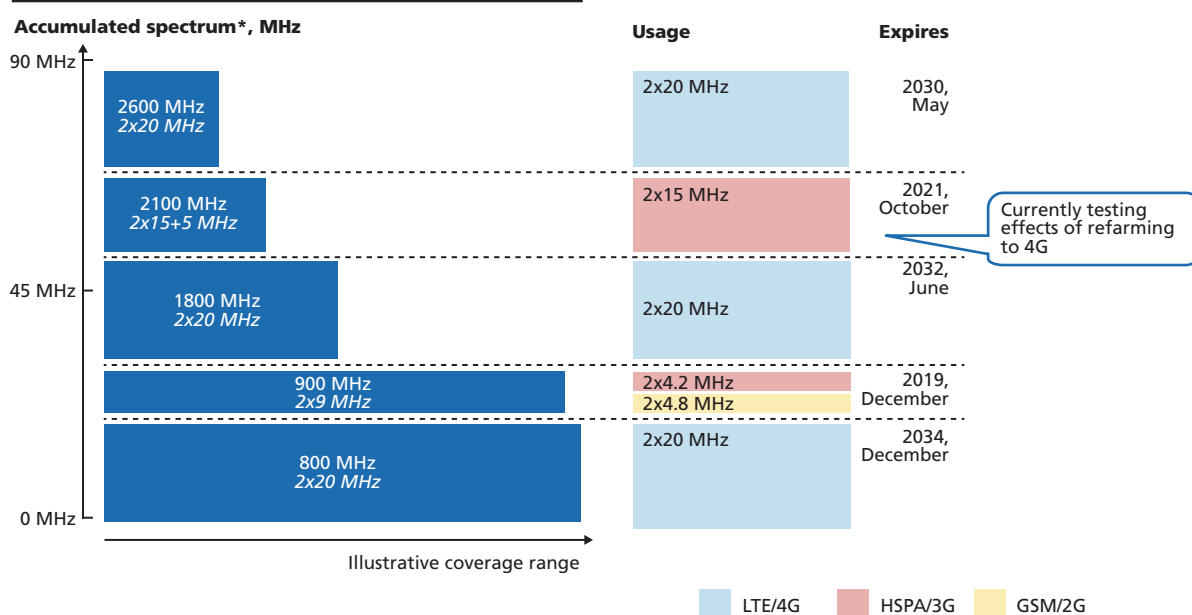 Accumulated spectrum*, MHz
Usage
Expires
90 MHz
2600 MHz
2x20 MHz
2x20 MHz
2030,
May
2100 MHz
2x15+5 MHz
2x15 MHz
2021,
October
Currently testing
effects of refarming
to 4G
45 MHz
1800 MHz
2x20 MHz
2x20 MHz
2032,
June
900 MHz
2x9 MHz
2x4.2 MHz
2x4.8 MHz
2019,
December
800 MHz
2x20 MHz
2x20 MHz
2034,
December
0 MHz
Illustrative coverage range
LTE/4G
HSPA/3G
GSM/2G